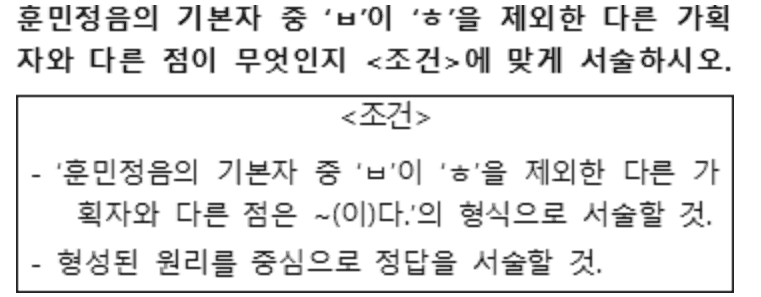 훈민정음의 기본자 중 ‘ㅂ’이 ‘ㅎ’을 제외한 다른 가획
자와 다른 점이 무엇인지 <조건>에 맞게 서술하시오.
<조건>
- ‘훈민정음의 기본자 중 ‘ㅂ’이 ‘ㅎ’을 제외한 다른 가
획자와 다른 점은 ~(이)다.’의 형식으로 서술할 것.
- 형성된 원리를 중심으로 정답을 서술할 것.